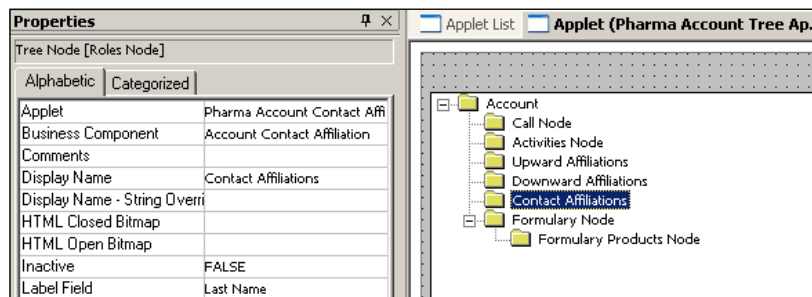 Properties
Tree Node [Roles Node]
Alphabetic Categorized
Applet Pharma Account Contact Affi
Business Component Account Contact Affiliation
Comments
Display Name Contact Affiliations
Display Name - String Overri
HTML Closed Bitmap
HTML Open Bitmap
Inactive FALSE
Label Field Last Name
Applet List Applet (Pharma Account Tree Ap.
Account
Call Node
Activities Node
Upward Affiliations
Downward Affiliations
Contact Affiliations
Formulary Node
Formulary Products Node